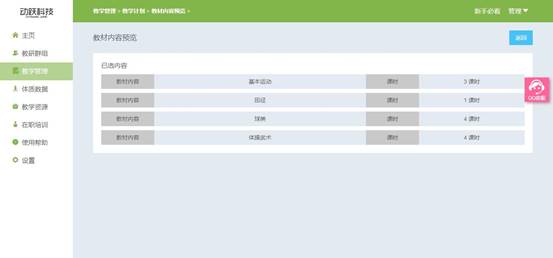 动跃科技
教学管理 > 教学计划 > 教材内容预览 >
新手必看 管理
主页
教研群组
教学管理
体质数据
教学资源
在职培训
使用帮助
设置
教材内容预览
返回
已选内容
教材内容 基本运动 课时 3 课时
教材内容 田径 课时 1 课时
教材内容 球类 课时 4 课时
教材内容 体操武术 课时 4 课时